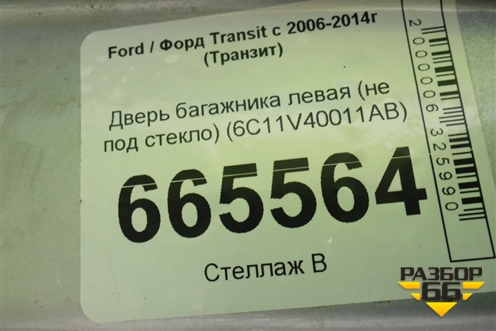 Ford / Форд Transit с 2006-2014г
(Транзит)
Дверь багажника левая (не
под стекло) (6C11V40011AB)
665564
Стеллаж В
2000006325990
РАЗБОР
66